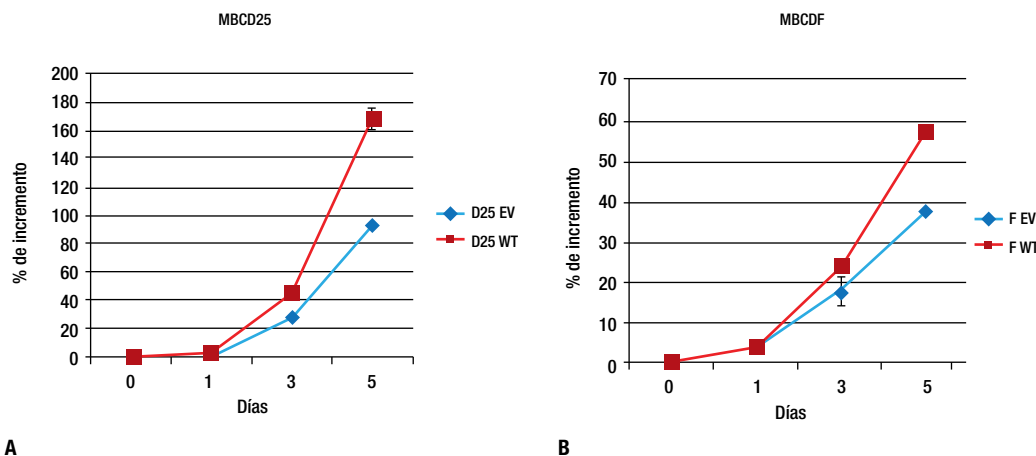 MBCD25
% de incremento
200
180
160
140
120
100
80
60
40
20
0
0 1 3 5
Días
D25 EV
D25 WT
A
MBCDF
% de incremento
70
60
50
40
30
20
10
0
0 1 3 5
Días
F EV
F WT
B